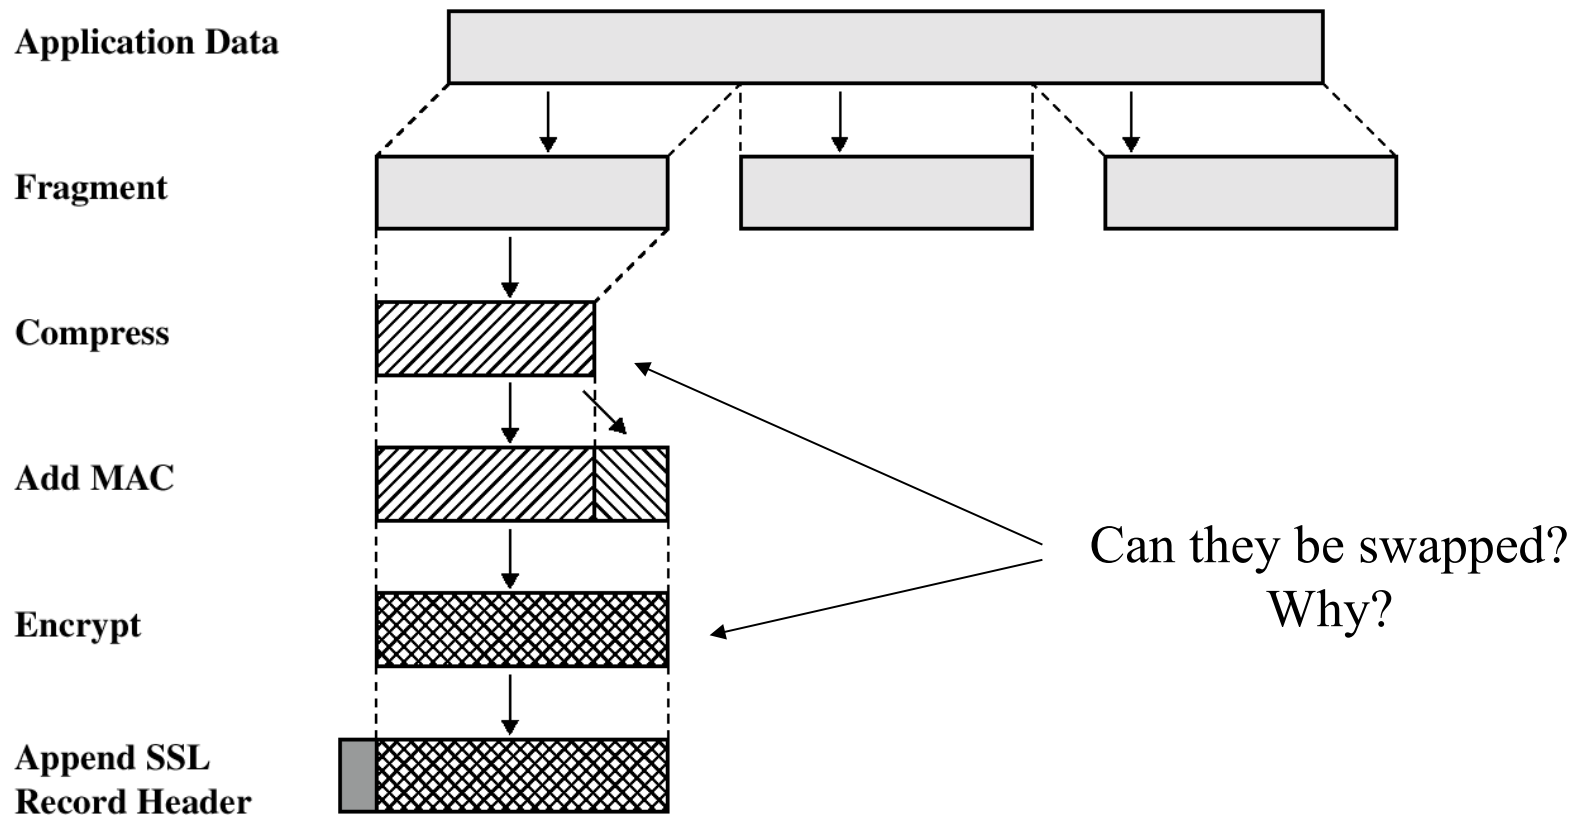 Application Data
Fragment
Compress
Add MAC
Can they be swapped?
Why?
Encrypt
Append SSL
Record Header